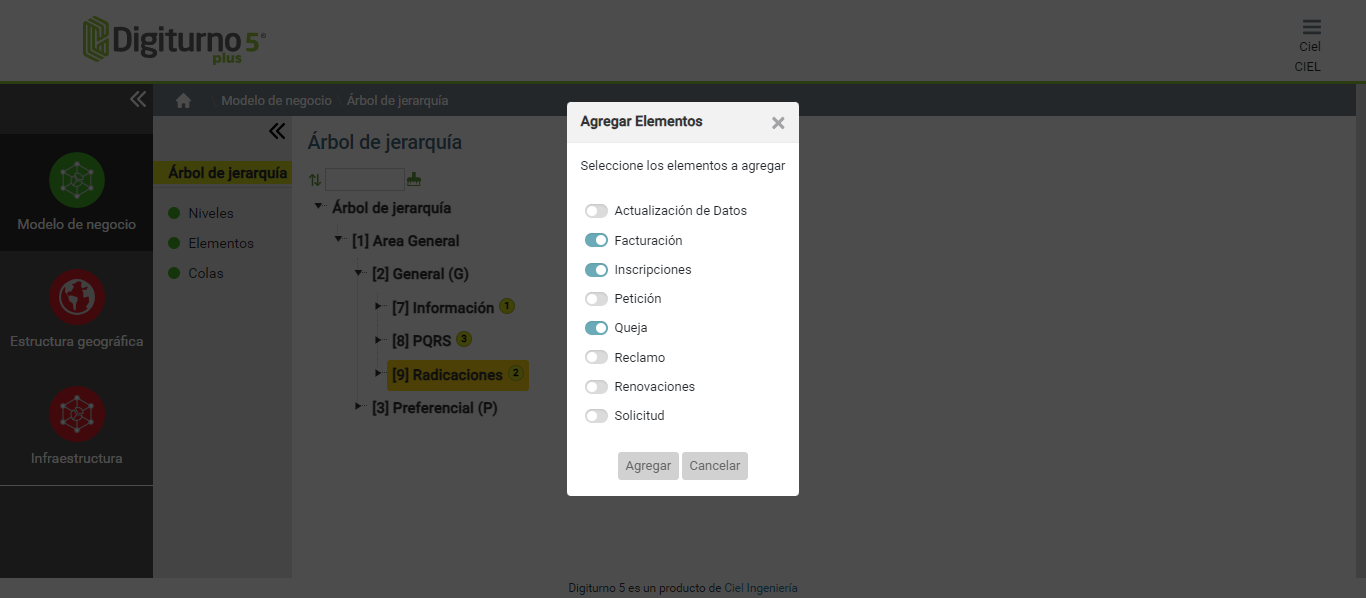 Digiturno 5®
plus
Ciel
CIEL
Modelo de negocio
Árbol de jerarquía
Modelo de negocio
Estructura geográfica
Infraestructura
Árbol de jerarquía
Niveles
Elementos
Colas
Árbol de jerarquía
Árbol de jerarquía
[1] Area General
[2] General (G)
[7] Información 1
[8] PQRS 3
[9] Radicaciones 2
[3] Preferencial (P)
Agregar Elementos
Seleccione los elementos a agregar
Actualización de Datos
Facturación
Inscripciones
Petición
Queja
Reclamo
Renovaciones
Solicitud
Agregar
Cancelar
Digiturno 5 es un producto de Ciel Ingeniería